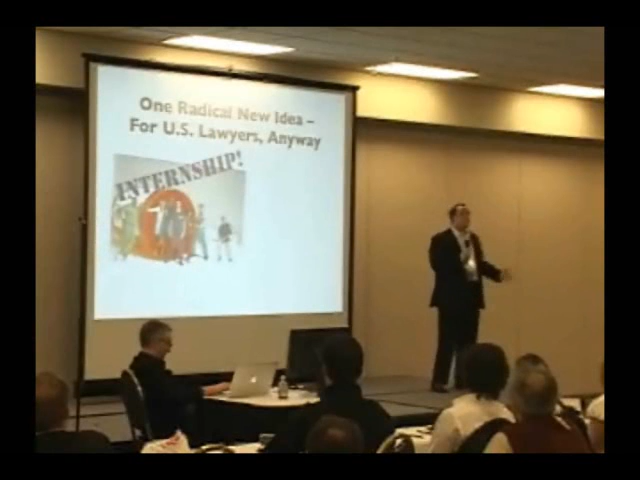 One Radical New Idea –
For U.S. Lawyers, Anyway
INTERNSHIP!